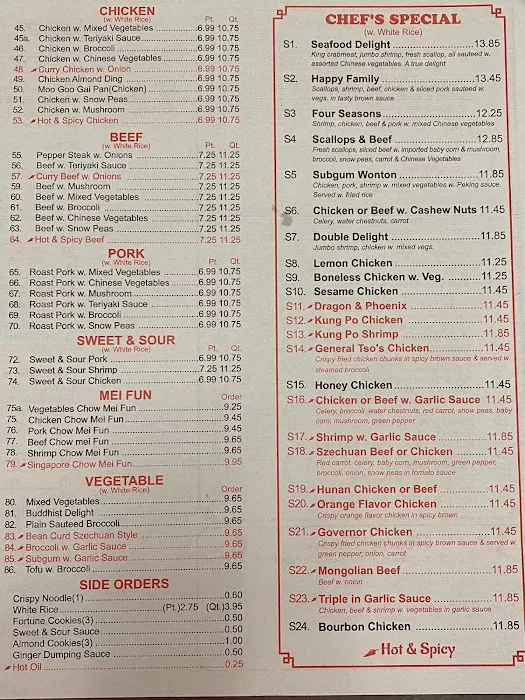 CHICKEN
(w. White Rice)
Pt. Qt.
45. Chicken w. Mixed Vegetables 6.99 10.75
45a. Chicken w. Teriyaki Sauce 6.99 10.75
46. Chicken w. Broccoli 6.99 10.75
47. Chicken w. Chinese Vegetables 6.99 10.75
48. Curry Chicken w. Onion 6.99 10.75
49. Chicken Almond Ding 6.99 10.75
50. Moo Goo Gai Pan(Chicken) 6.99 10.75
51. Chicken w. Snow Peas 6.99 10.75
52. Chicken w. Mushroom 6.99 10.75
53. Hot & Spicy Chicken 6.99 10.75
BEEF
(w. White Rice)
Pt. Qt.
55. Pepper Steak w. Onions 7.25 11.25
56. Beef w. Teriyaki Sauce 7.25 11.25
57. Curry Beef w. Onions 7.25 11.25
59. Beef w. Mushroom 7.25 11.25
60. Beef w. Mixed Vegetables 7.25 11.25
61. Beef w. Broccoli 7.25 11.25
62. Beef w. Chinese Vegetables 7.25 11.25
63. Beef w. Snow Peas 7.25 11.25
64. Hot & Spicy Beef 7.25 11.25
PORK
(w. White Rice)
Pt. Qt.
65. Roast Pork w. Mixed Vegetables 6.99 10.75
66. Roast Pork w. Chinese Vegetables 6.99 10.75
67. Roast Pork w. Mushroom 6.99 10.75
68. Roast Pork w. Teriyaki Sauce 6.99 10.75
69. Roast Pork w. Broccoli 6.99 10.75
70. Roast Pork w. Snow Peas 6.99 10.75
SWEET & SOUR
(w. White Rice)
Pt. Qt.
72. Sweet & Sour Pork 6.99 10.75
73. Sweet & Sour Shrimp 7.25 11.25
74. Sweet & Sour Chicken 6.99 10.75
MEI FUN
Order
75a. Vegetables Chow Mei Fun 9.25
75. Chicken Chow Mei Fun 9.45
76. Pork Chow Mei Fun 9.45
77. Beef Chow Mei fun 9.65
78. Shrimp Chow Mei Fun 9.65
79. Singapore Chow Mei Fun 9.95
VEGETABLE
(w. White Rice)
Order
80. Mixed Vegetables 9.65
81. Buddhist Delight 9.65
82. Plain Sauteed Broccoli 9.65
83. Bean Curd Szechuan Style 9.65
84. Broccoli w. Garlic Sauce 9.65
85. Subgum w. Garlic Sauce 9.65
86. Tofu w. Broccoli 9.65
SIDE ORDERS
Crispy Noodle(1) 0.60
White Rice (Pt.)2.75 (Qt.)3.95
Fortune Cookies(3) 0.50
Sweet & Sour Sauce 0.50
Almond Cookies(3) 1.00
Ginger Dumping Sauce 0.50
Hot Oil 0.25
CHEF'S SPECIAL
(w. White Rice)
S1. Seafood Delight 13.85
King crabmeat, jumbo shrimp, fresh scallop, all sauteed w.
assorted Chinese vegetables. A true delight
S2. Happy Family 13.45
Scallops, shrimp, beef, chicken & sliced pork sauteed w.
vegs. in tasty brown sauce
S3 Four Seasons 12.25
Shrimp, chicken, beef & pork w. mixed Chinese vegetables
S4 Scallops & Beef 12.85
Fresh scallops, sliced beef w. imported baby corn & mushroom,
broccoli, snow peas, carrot & Chinese Vegetables
S5 Subgum Wonton 11.85
Chicken, pork, shrimp w. mixed vegetables w. Peking sauce.
Served w. fried rice
S6. Chicken or Beef w. Cashew Nuts 11.45
Celery, water chestnuts, carrot
S7. Double Delight 11.85
Jumbo shrimp, chicken w. mixed vegs.
S8. Lemon Chicken 11.25
S9. Boneless Chicken w. Veg. 11.25
S10. Sesame Chicken 11.45
S11. Dragon & Phoenix 11.45
S12. Kung Po Chicken 11.45
S13. Kung Po Shrimp 11.85
S14. General Tso's Chicken 11.45
Crispy fried chicken chunks in spicy brown sauce & served w.
steamed broccoli
S15. Honey Chicken 11.45
S16. Chicken or Beef w. Garlic Sauce 11.45
Celery, broccoli, water chestnuts, red carrot, snow peas, baby
corn, mushroom, green pepper
S17. Shrimp w. Garlic Sauce 11.85
S18. Szechuan Beef or Chicken 11.45
Red carrot, celery, baby corn, mushroom, green pepper,
broccoli, onion, snow peas in tomato sauce
S19. Hunan Chicken or Beef 11.45
S20. Orange Flavor Chicken 11.45
Crispy orange flavor chicken in spicy brown
S21. Governor Chicken 11.45
Crispy fried chicken chunks in spicy brown sauce & served w.
green pepper, onion, carrot
S22. Mongolian Beef 11.85
Beef w. onion
S23. Triple in Garlic Sauce 11.85
Chicken, beef & shrimp w. vegetables in garlic sauce
S24. Bourbon Chicken 11.85
Hot & Spicy